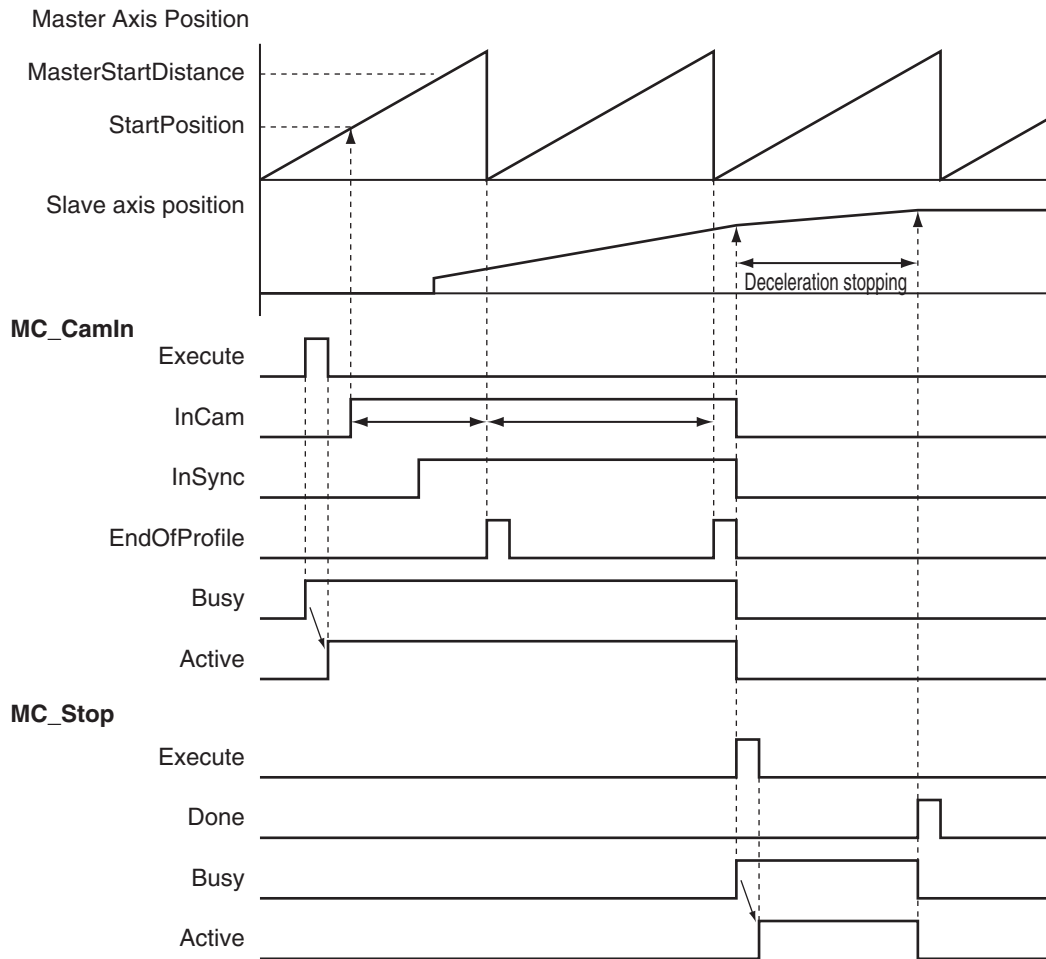 Master Axis Position
MasterStartDistance
StartPosition
Slave axis position
Deceleration stopping
MC_CamIn
Execute
InCam
InSync
EndOfProfile
Busy
Active
MC_Stop
Execute
Done
Busy
Active